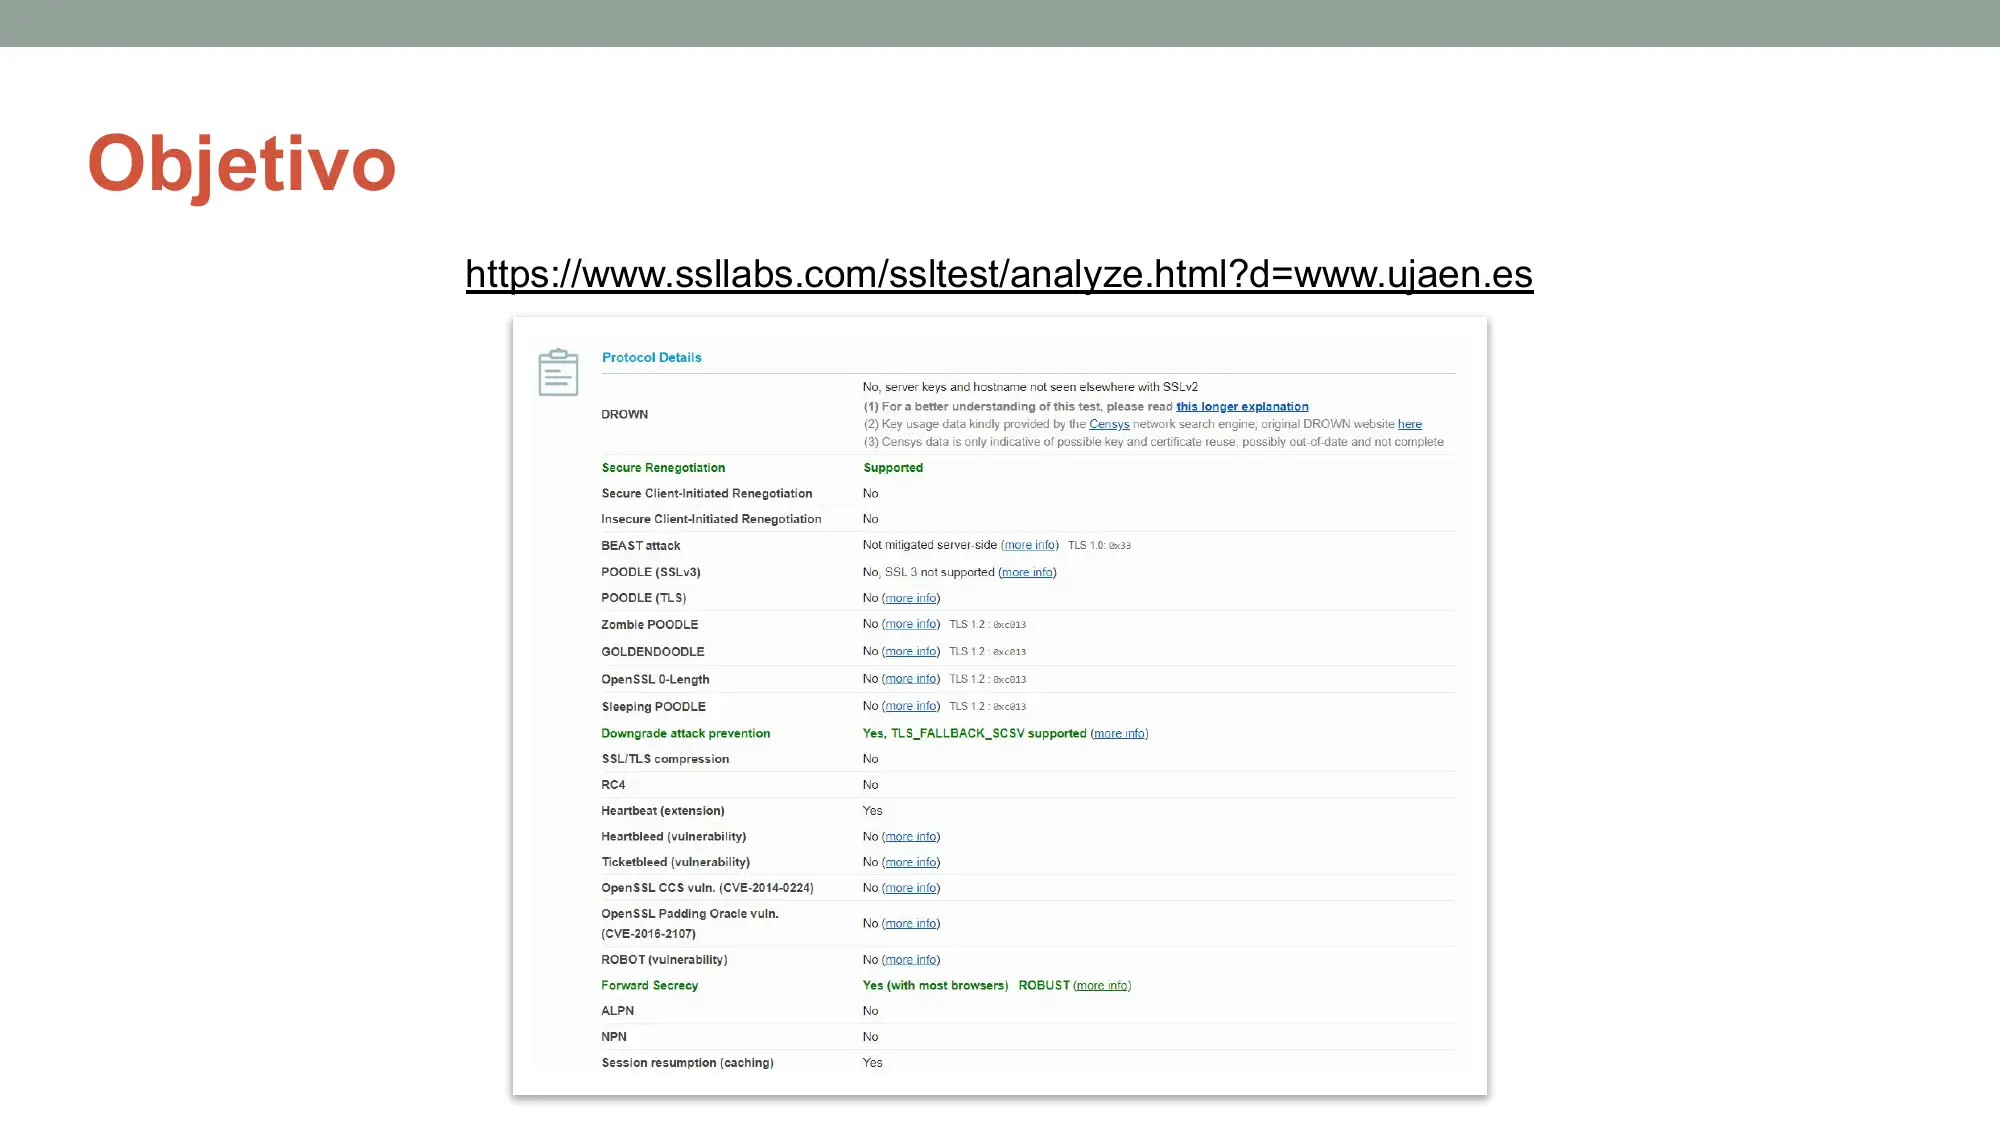 Objetivo
https://www.ssllabs.com/ssltest/analyze.html?d=www.ujaen.es
Protocol Details
DROWN
No, server keys and hostname not seen elsewhere with SSLv2
(1) For a better understanding of this test, please read this longer explanation
(2) Key usage data kindly provided by the Censys network search engine; original DROWN website here
(3) Censys data is only indicative of possible key and certificate reuse; possibly out-of-date and not complete
Secure Renegotiation Supported
Secure Client-Initiated Renegotiation No
Insecure Client-Initiated Renegotiation No
BEAST attack Not mitigated server-side (more info) TLS 1.0: 0x33
POODLE (SSLv3) No, SSL 3 not supported (more info)
POODLE (TLS) No (more info)
Zombie POODLE No (more info) TLS 1.2 : 0xc013
GOLDENDOODLE No (more info) TLS 1.2 : 0xc013
OpenSSL 0-Length No (more info) TLS 1.2 : 0xc013
Sleeping POODLE No (more info) TLS 1.2 : 0xc013
Downgrade attack prevention Yes, TLS_FALLBACK_SCSV supported (more info)
SSL/TLS compression No
RC4 No
Heartbeat (extension) Yes
Heartbleed (vulnerability) No (more info)
Ticketbleed (vulnerability) No (more info)
OpenSSL CCS vuln. (CVE-2014-0224) No (more info)
OpenSSL Padding Oracle vuln.
(CVE-2016-2107) No (more info)
ROBOT (vulnerability) No (more info)
Forward Secrecy Yes (with most browsers) ROBUST (more info)
ALPN No
NPN No
Session resumption (caching) Yes